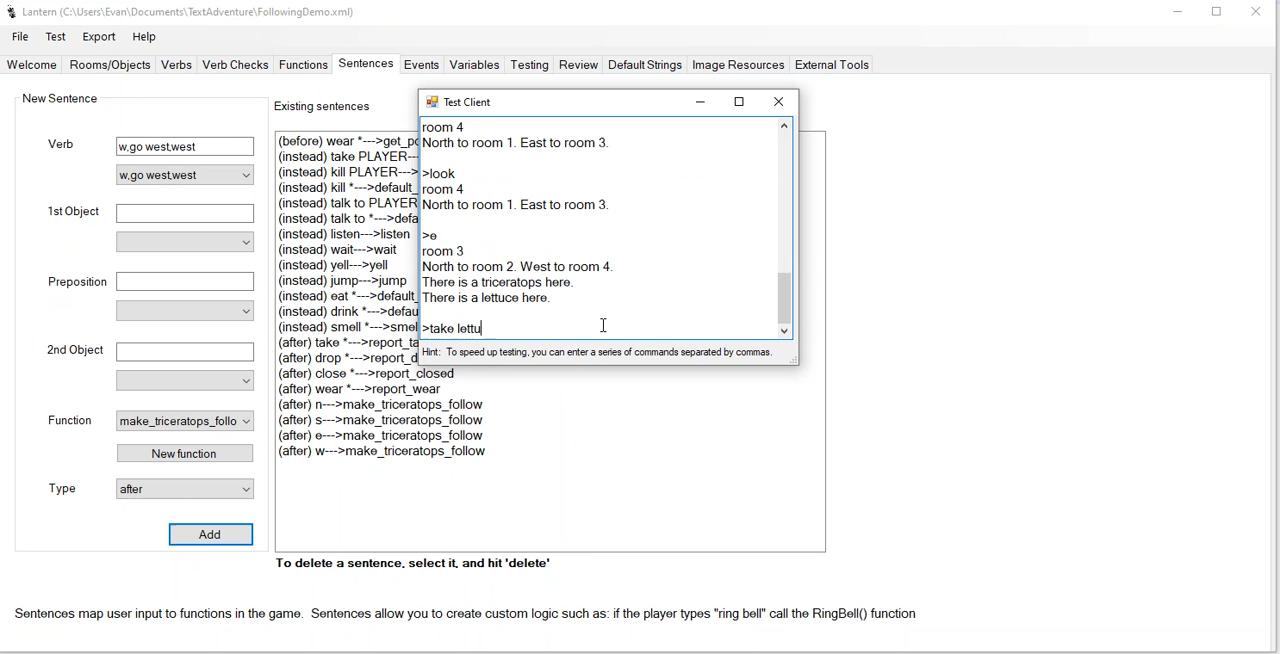 Lantern (C:\Users\Evan\Documents\TextAdventure\FollowingDemo.xml)
File Test Export Help
Welcome Rooms/Objects Verbs Verb Checks Functions Sentences Events Variables Testing Review Default Strings Image Resources External Tools
New Sentence
Verb
w,go west,west
w,go west,west
1st Object
Preposition
2nd Object
Function
make_triceratops_follo
New function
Type
after
Add
Existing sentences
(before) wear *--->get_po
(instead) take PLAYER---
(instead) kill PLAYER--->
(instead) kill *--->default_
(instead) talk to PLAYER
(instead) talk to *--->defa
(instead) listen--->listen
(instead) wait--->wait
(instead) yell--->yell
(instead) jump--->jump
(instead) eat *--->default_
(instead) drink *--->defau
(instead) smell *--->smel
(after) take *--->report_ta
(after) drop *--->report_d
(after) close *--->report_closed
(after) wear *--->report_wear
(after) n--->make_triceratops_follow
(after) s--->make_triceratops_follow
(after) e--->make_triceratops_follow
(after) w--->make_triceratops_follow
Test Client
room 4
North to room 1. East to room 3.
>look
room 4
North to room 1. East to room 3.
>e
room 3
North to room 2. West to room 4.
There is a triceratops here.
There is a lettuce here.
>take lettu
Hint: To speed up testing, you can enter a series of commands separated by commas.
To delete a sentence, select it, and hit 'delete'
Sentences map user input to functions in the game. Sentences allow you to create custom logic such as: if the player types "ring bell" call the RingBell() function